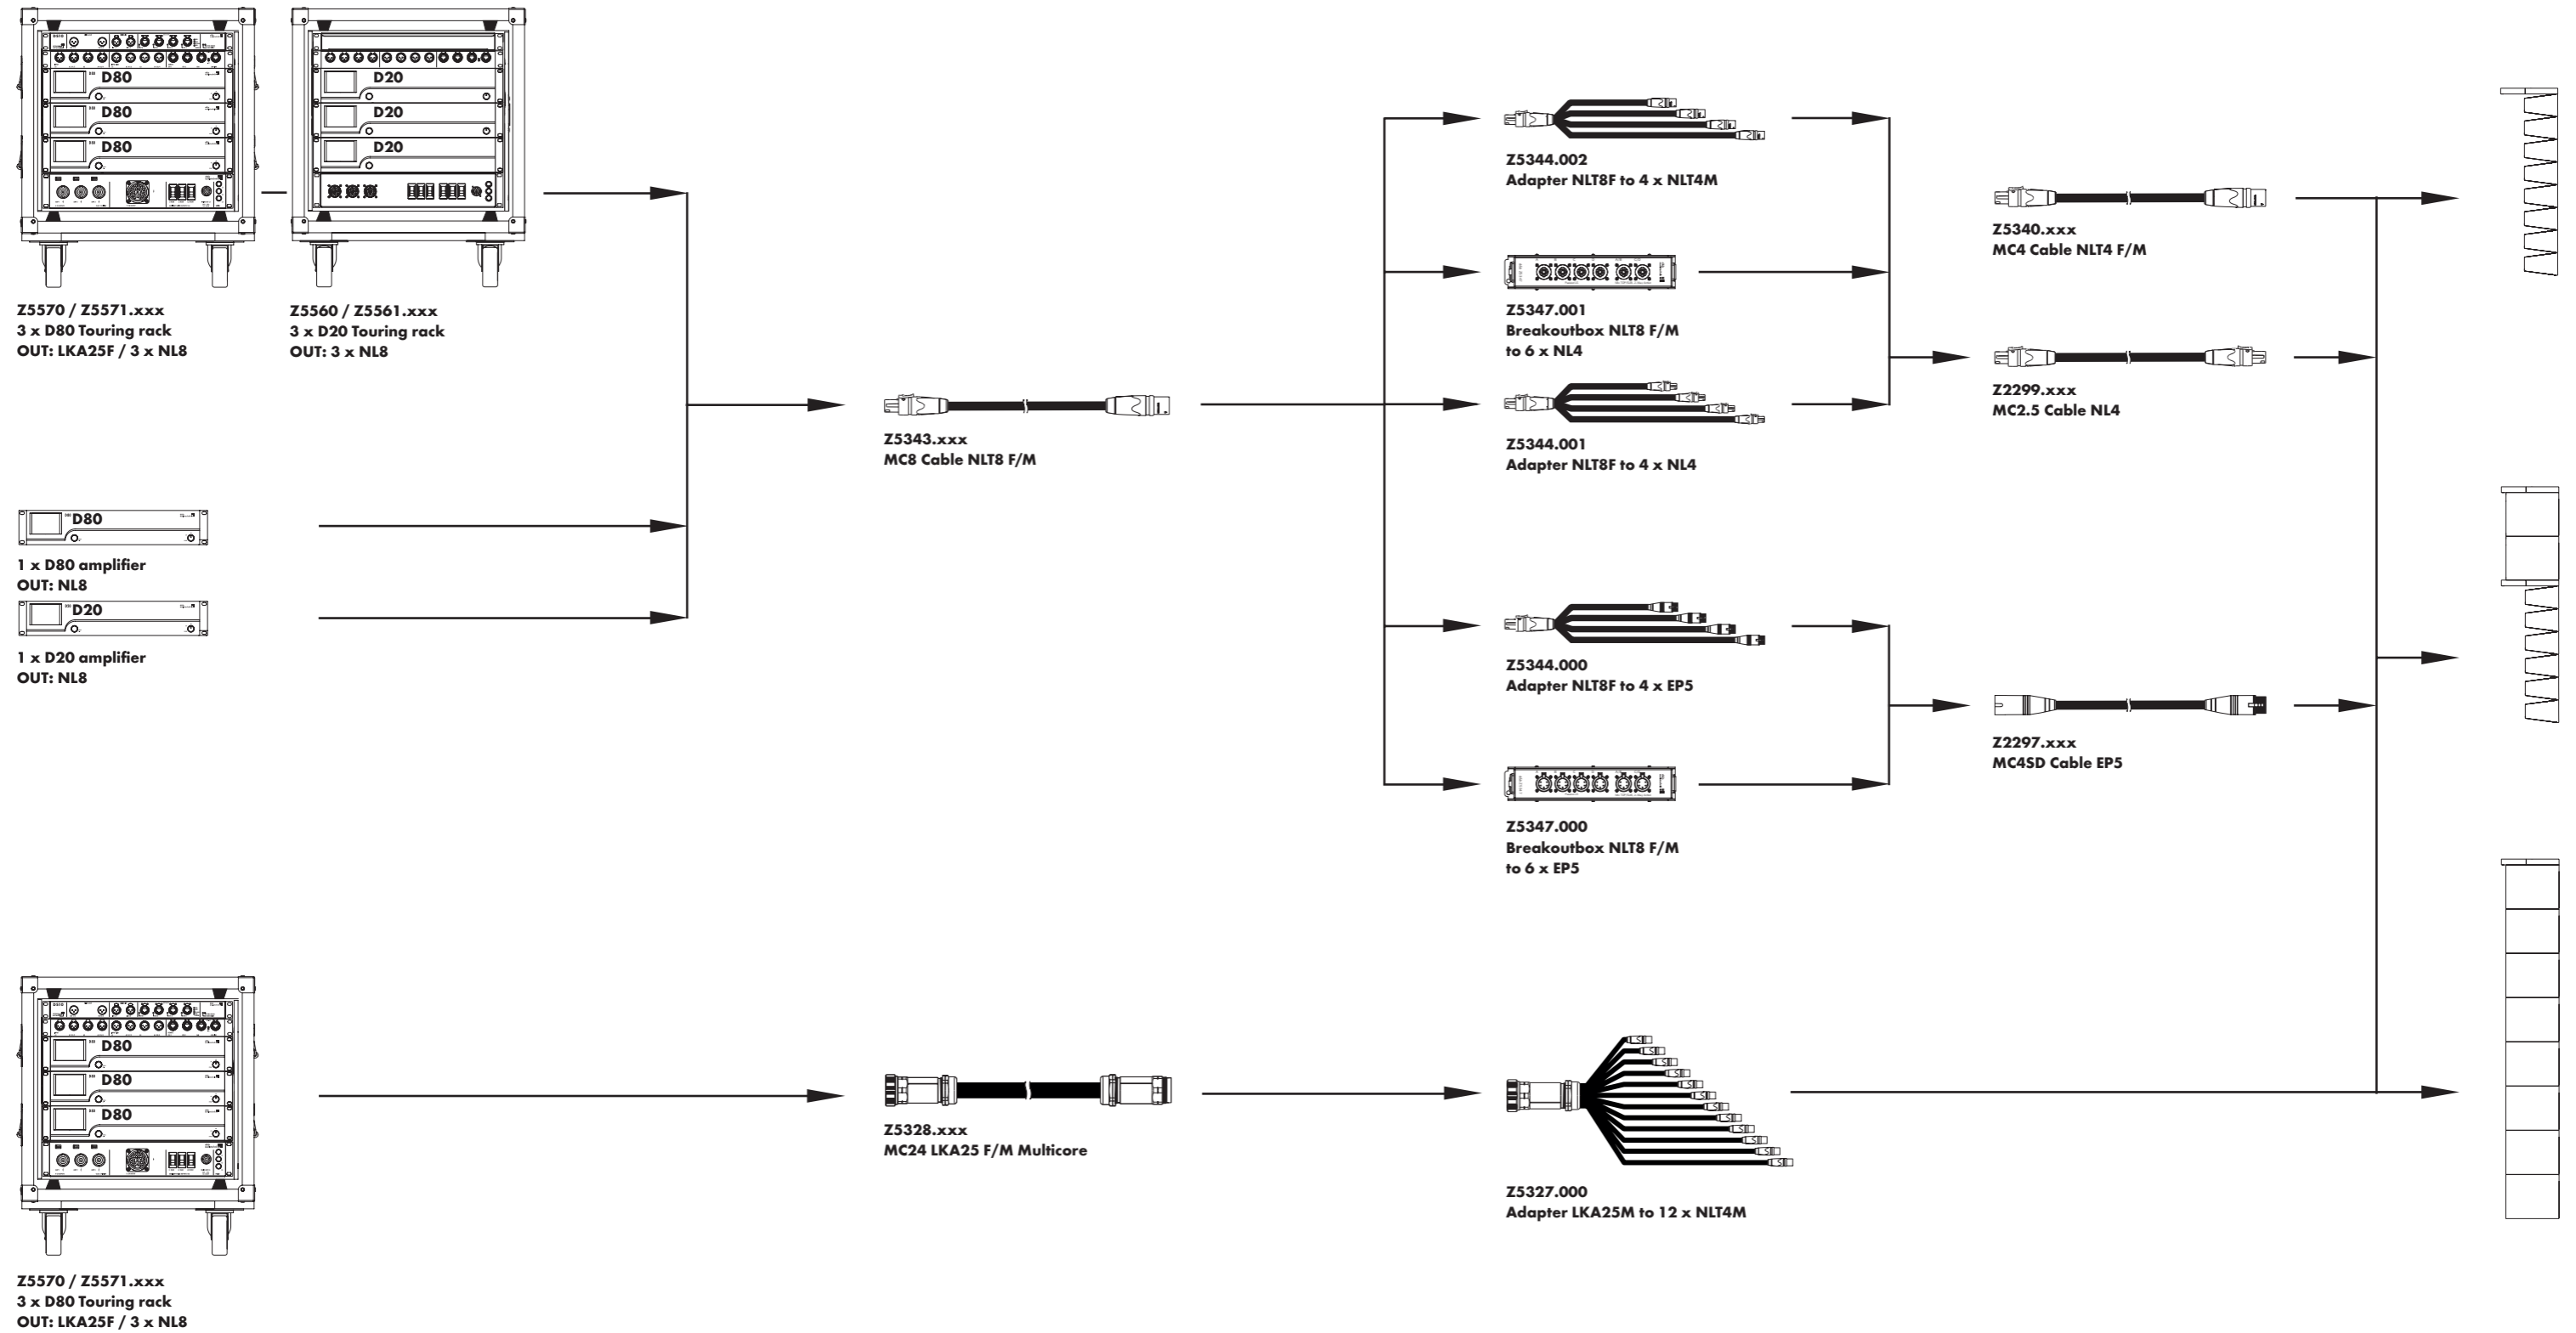 D80
D80
D80
Z5570 / Z5571.xxx
3 x D80 Touring rack
OUT: LKA25F / 3 x NL8
D20
D20
D20
Z5560 / Z5561.xxx
3 x D20 Touring rack
OUT: 3 x NL8
D80
1 x D80 amplifier
OUT: NL8
D20
1 x D20 amplifier
OUT: NL8
Z5343.xxx
MC8 Cable NLT8 F/M
Z5344.002
Adapter NLT8F to 4 x NLT4M
Z5347.001
Breakoutbox NLT8 F/M
to 6 x NL4
Z5344.001
Adapter NLT8F to 4 x NL4
Z5344.000
Adapter NLT8F to 4 x EP5
Z5347.000
Breakoutbox NLT8 F/M
to 6 x EP5
Z5340.xxx
MC4 Cable NLT4 F/M
Z2299.xxx
MC2.5 Cable NL4
Z2297.xxx
MC4SD Cable EP5
D80
D80
D80
Z5570 / Z5571.xxx
3 x D80 Touring rack
OUT: LKA25F / 3 x NL8
Z5328.xxx
MC24 LKA25 F/M Multicore
Z5327.000
Adapter LKA25M to 12 x NLT4M